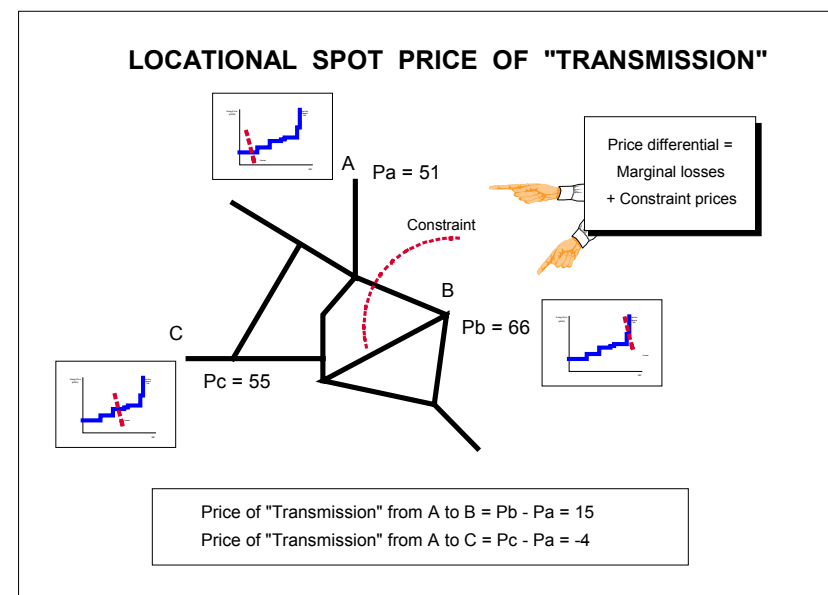 LOCATIONAL SPOT PRICE OF "TRANSMISSION"
A
Pa = 51
Price differential =
Marginal losses
+ Constraint prices
Constraint
B
Pb = 66
C
Pc = 55
Price of "Transmission" from A to B = Pb - Pa = 15
Price of "Transmission" from A to C = Pc - Pa = -4